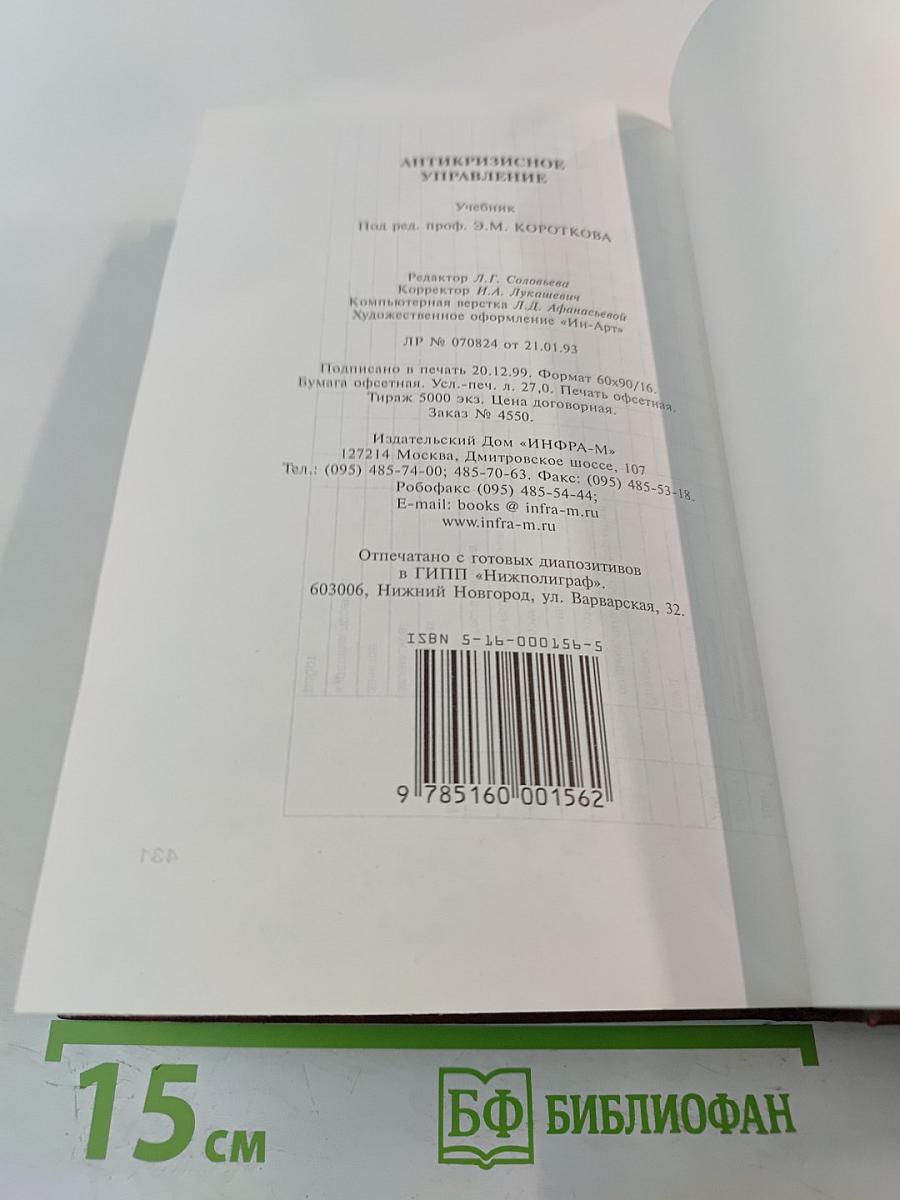 АНТИКРИЗИСНОЕ
УПРАВЛЕНИЕ
Учебник
Под ред. проф. Э.М. КОРОТКОВА
Редактор Л.Г. Соловьева
Корректор И.А. Лукашевич
Компьютерная верстка Л.Д. Афанасьевой
Художественное оформление «Ин-Арт»
ЛР № 070824 от 21.01.93
Подписано в печать 20.12.99. Формат 60х90/16.
Бумага офсетная. Усл.-печ. л. 27,0. Печать офсетная.
Тираж 5000 экз. Цена договорная.
Заказ № 4550.
Издательский Дом «ИНФРА-М»
127214 Москва, Дмитровское шоссе, 107
Тел.: (095) 485-74-00; 485-70-63. Факс: (095) 485-53-18.
Робофакс (095) 485-54-44;
E-mail: books @ infra-m.ru
www.infra-m.ru
Отпечатано с готовых диапозитивов
в ГИПП «Нижполиграф».
603006, Нижний Новгород, ул. Варварская, 32.
ISBN 5-16-000156-5
9 785160 001562
431
15 см
БФ БИБЛИОФАН